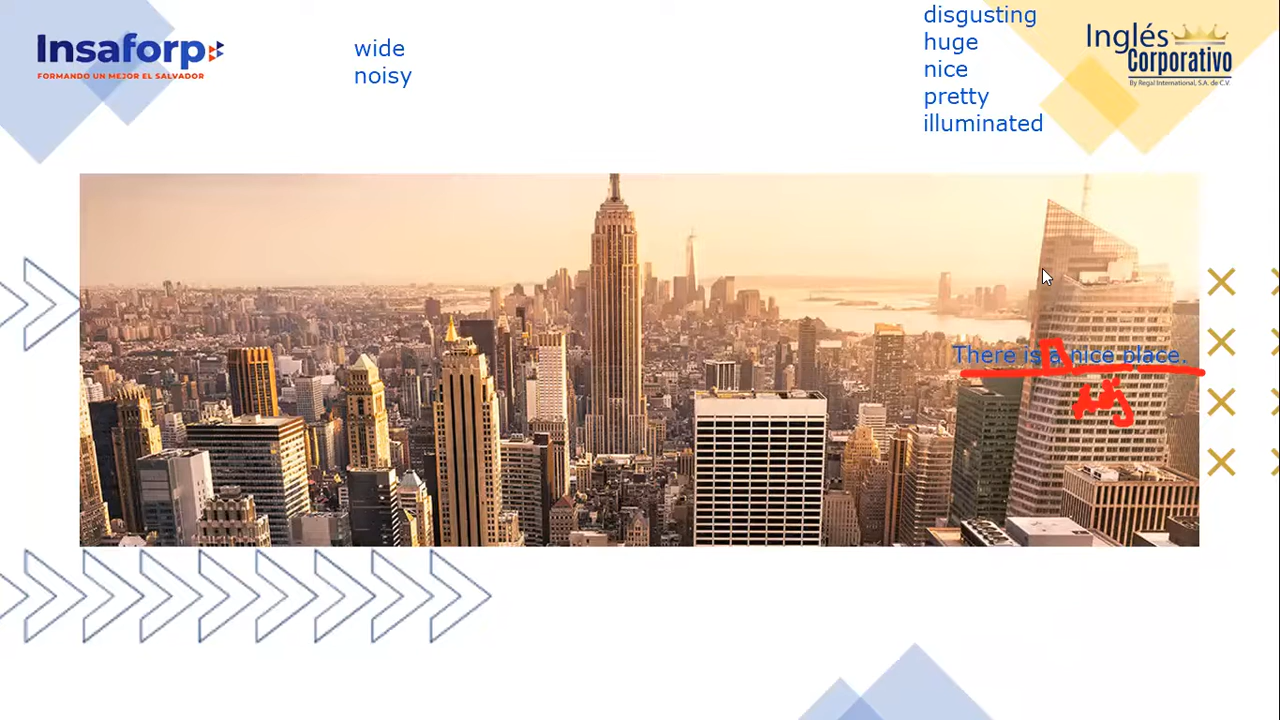 Insaforp
FORMANDO UN MEJOR EL SALVADOR
wide
noisy
disgusting
huge
nice
pretty
illuminated
Inglés
Corporativo
By Regal International, S.A. de C.V.
There is a nice place.